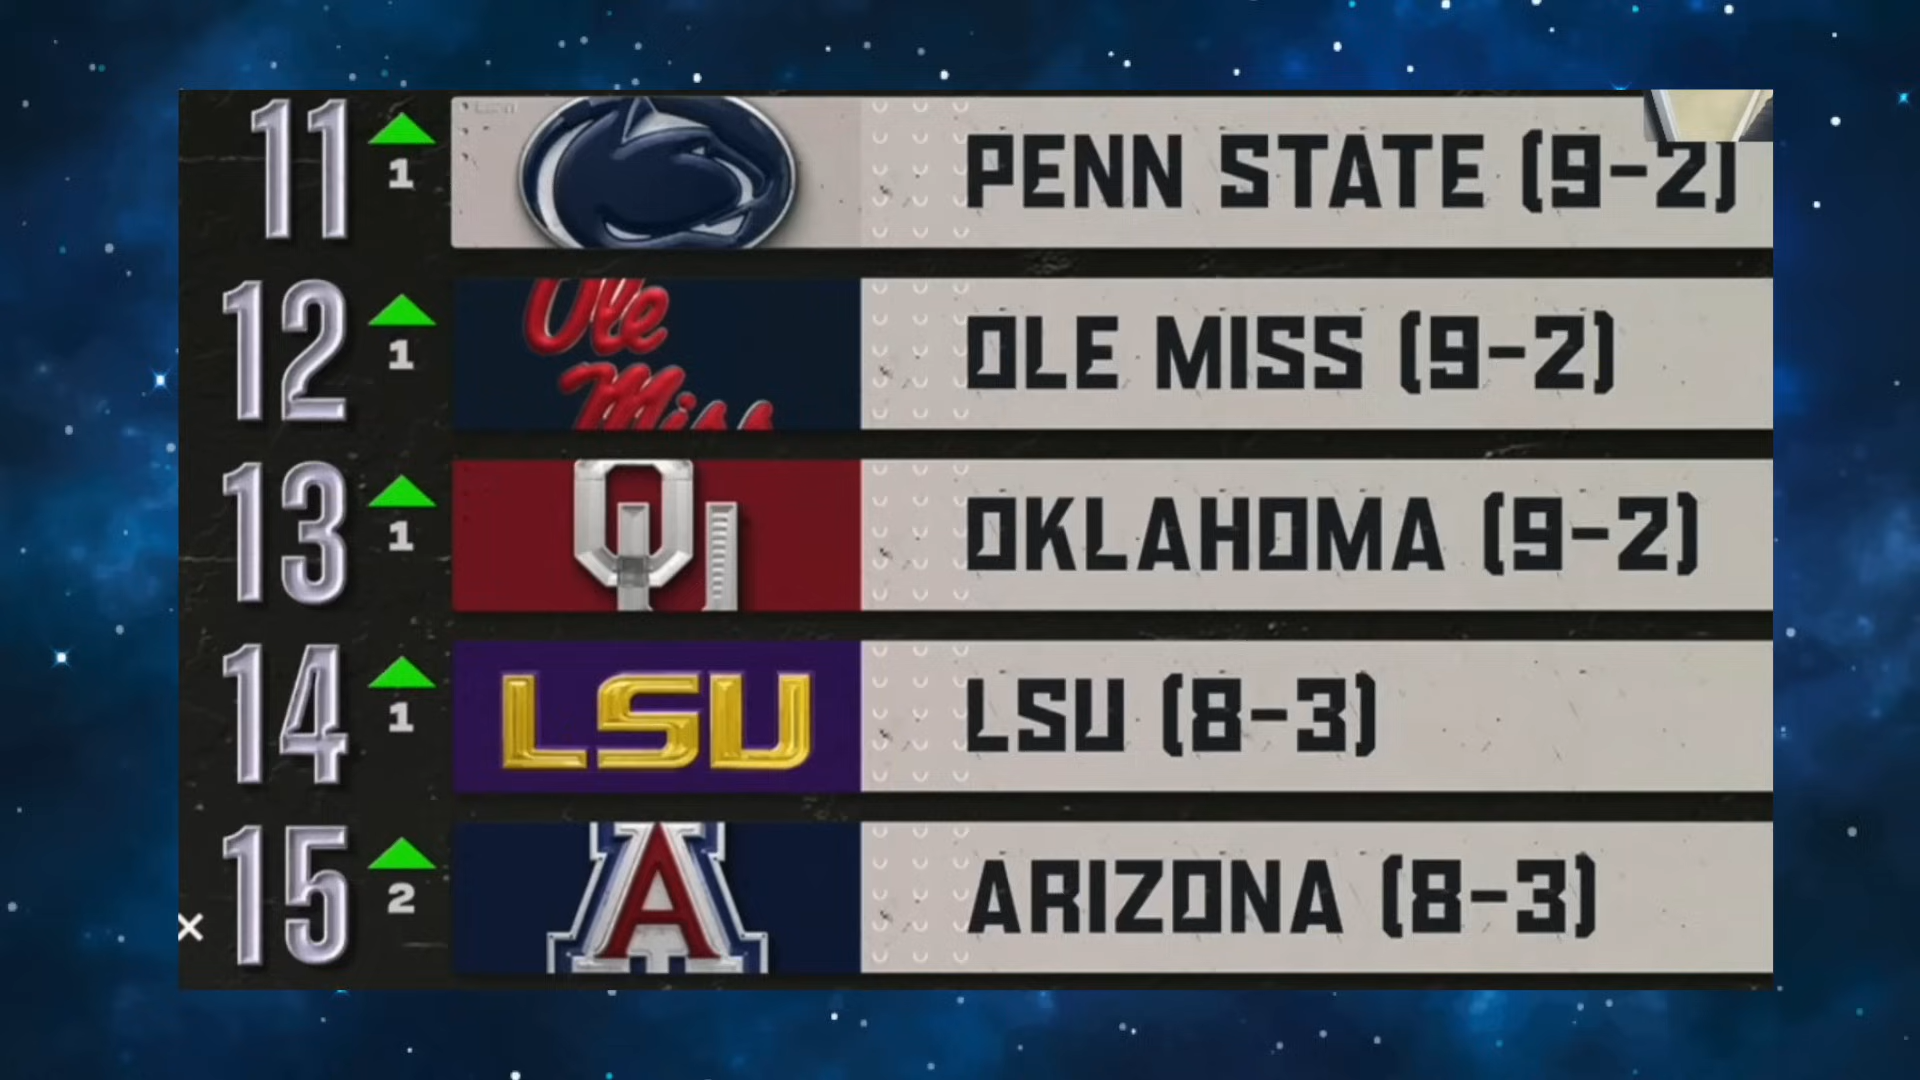 11 1 PENN STATE (9-2)
12 1 Ole Miss OLE MISS (9-2)
13 1 OU OKLAHOMA (9-2)
14 1 LSU LSU (8-3)
15 2 A ARIZONA (8-3)